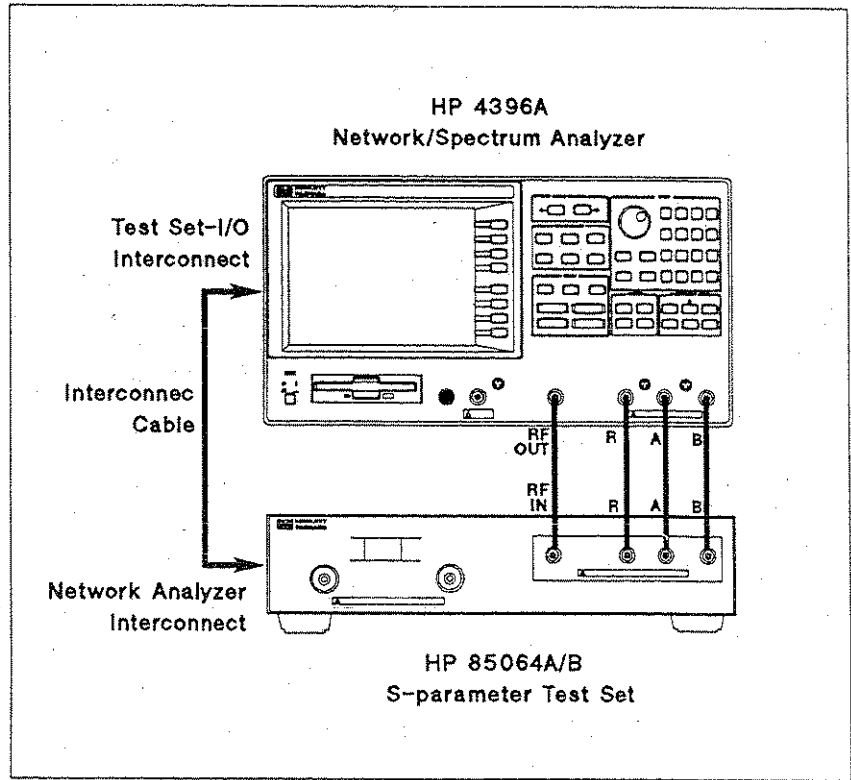 HP 4396A
Network/Spectrum Analyzer
Test Set-I/O
Interconnect
Interconnec
Cable
RF
OUT
R
A
B
RF
IN
R
A
B
Network Analyzer
Interconnect
HP 85064A/B
S-parameter Test Set